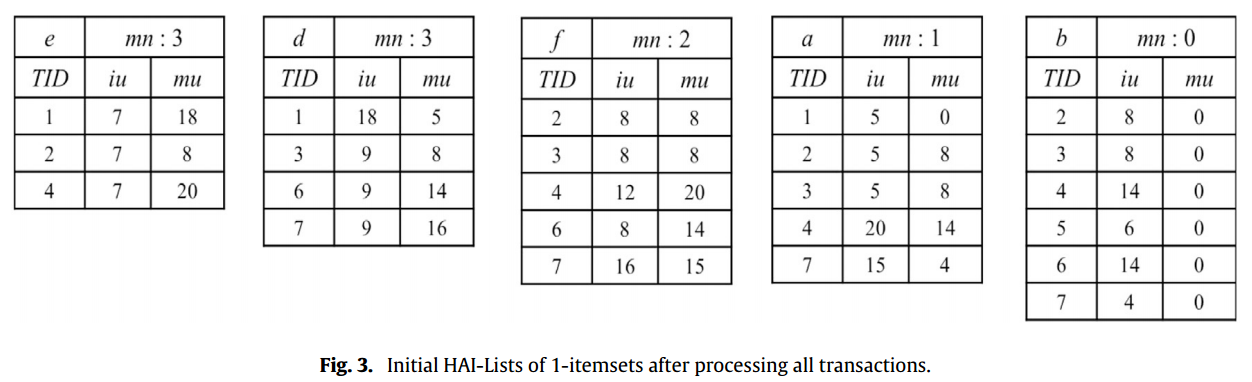 e mn : 3
TID iu mu
1 7 18
2 7 8
4 7 20
d mn : 3
TID iu mu
1 18 5
3 9 8
6 9 14
7 9 16
f mn : 2
TID iu mu
2 8 8
3 8 8
4 12 20
6 8 14
7 16 15
a mn : 1
TID iu mu
1 5 0
2 5 8
3 5 8
4 20 14
7 15 4
b mn : 0
TID iu mu
2 8 0
3 8 0
4 14 0
5 6 0
6 14 0
7 4 0
Fig. 3. Initial HAI-Lists of 1-itemsets after processing all transactions.